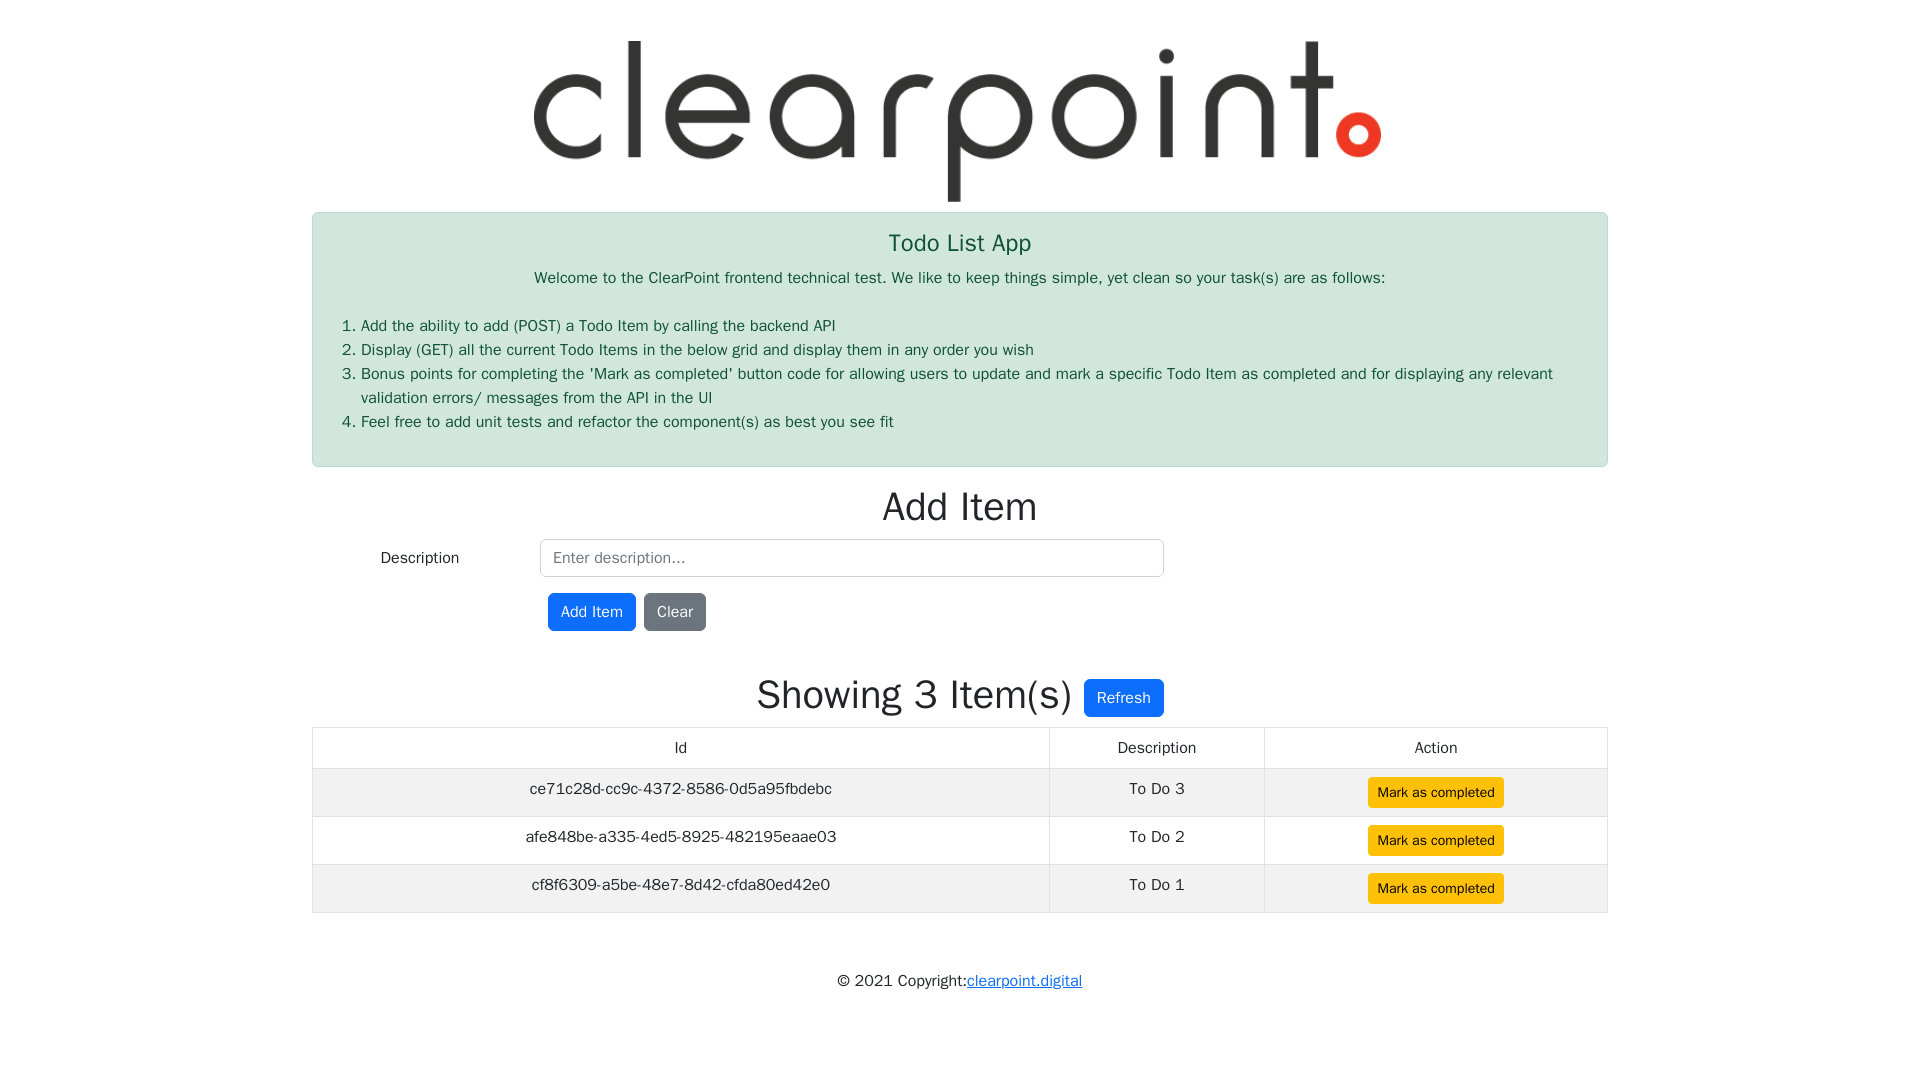 clearpoint
Todo List App
Welcome to the ClearPoint frontend technical test. We like to keep things simple, yet clean so your task(s) are as follows:
1. Add the ability to add (POST) a Todo Item by calling the backend API
2. Display (GET) all the current Todo Items in the below grid and display them in any order you wish
3. Bonus points for completing the 'Mark as completed' button code for allowing users to update and mark a specific Todo Item as completed and for displaying any relevant
validation errors/ messages from the API in the UI
4. Feel free to add unit tests and refactor the component(s) as best you see fit
Add Item
Description Enter description...
Add Item Clear
Showing 3 Item(s) Refresh
Id Description Action
ce71c28d-cc9c-4372-8586-0d5a95fbdebc To Do 3 Mark as completed
afe848be-a335-4ed5-8925-482195eaae03 To Do 2 Mark as completed
cf8f6309-a5be-48e7-8d42-cfda80ed42e0 To Do 1 Mark as completed
© 2021 Copyright:clearpoint.digital